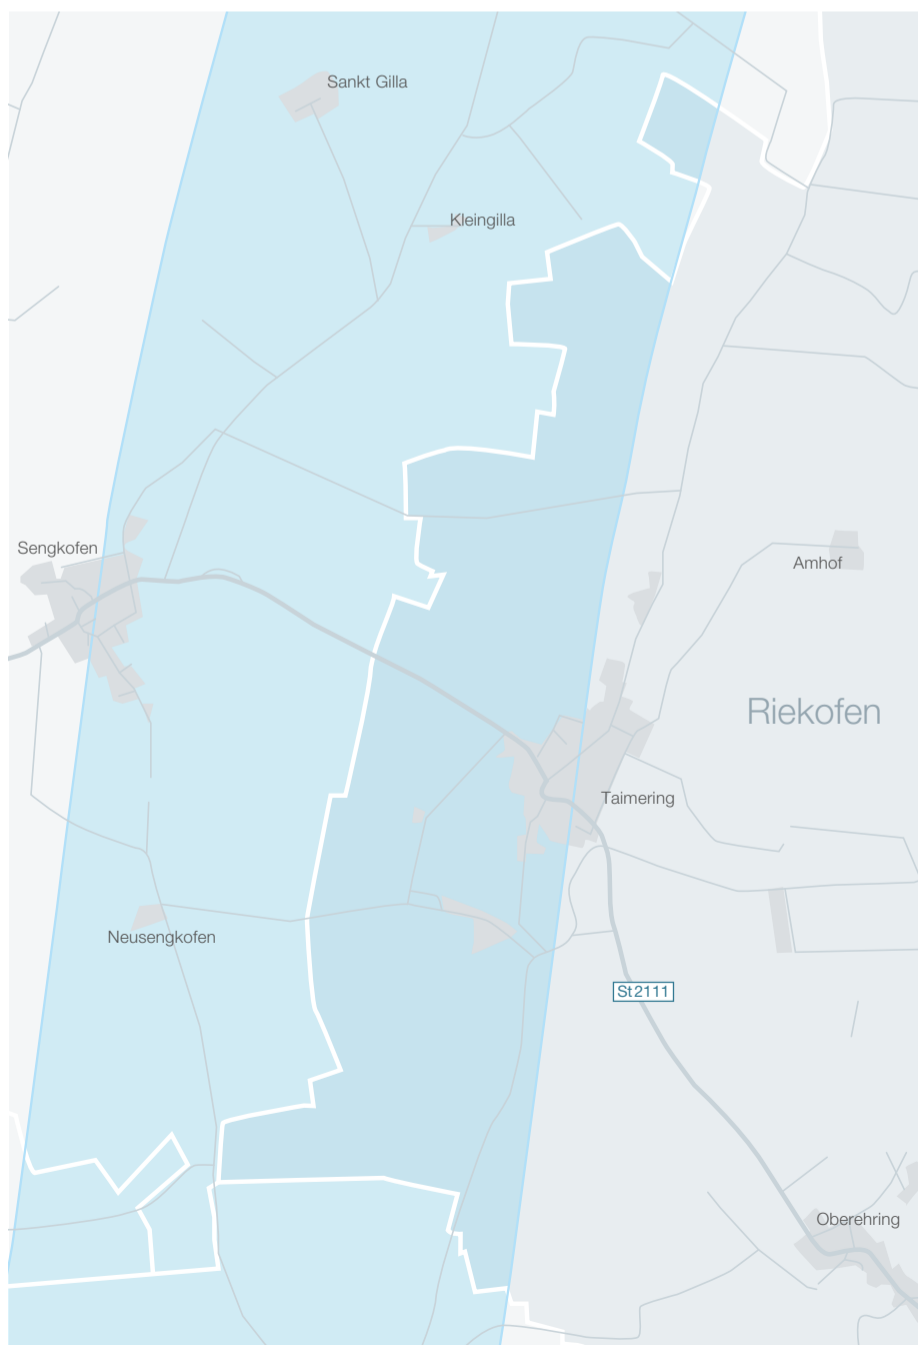 Sankt Gilla
Kleingilla
Sengkofen
Amhof
Riekofen
Taimering
Neusengkofen
St2111
Oberehring